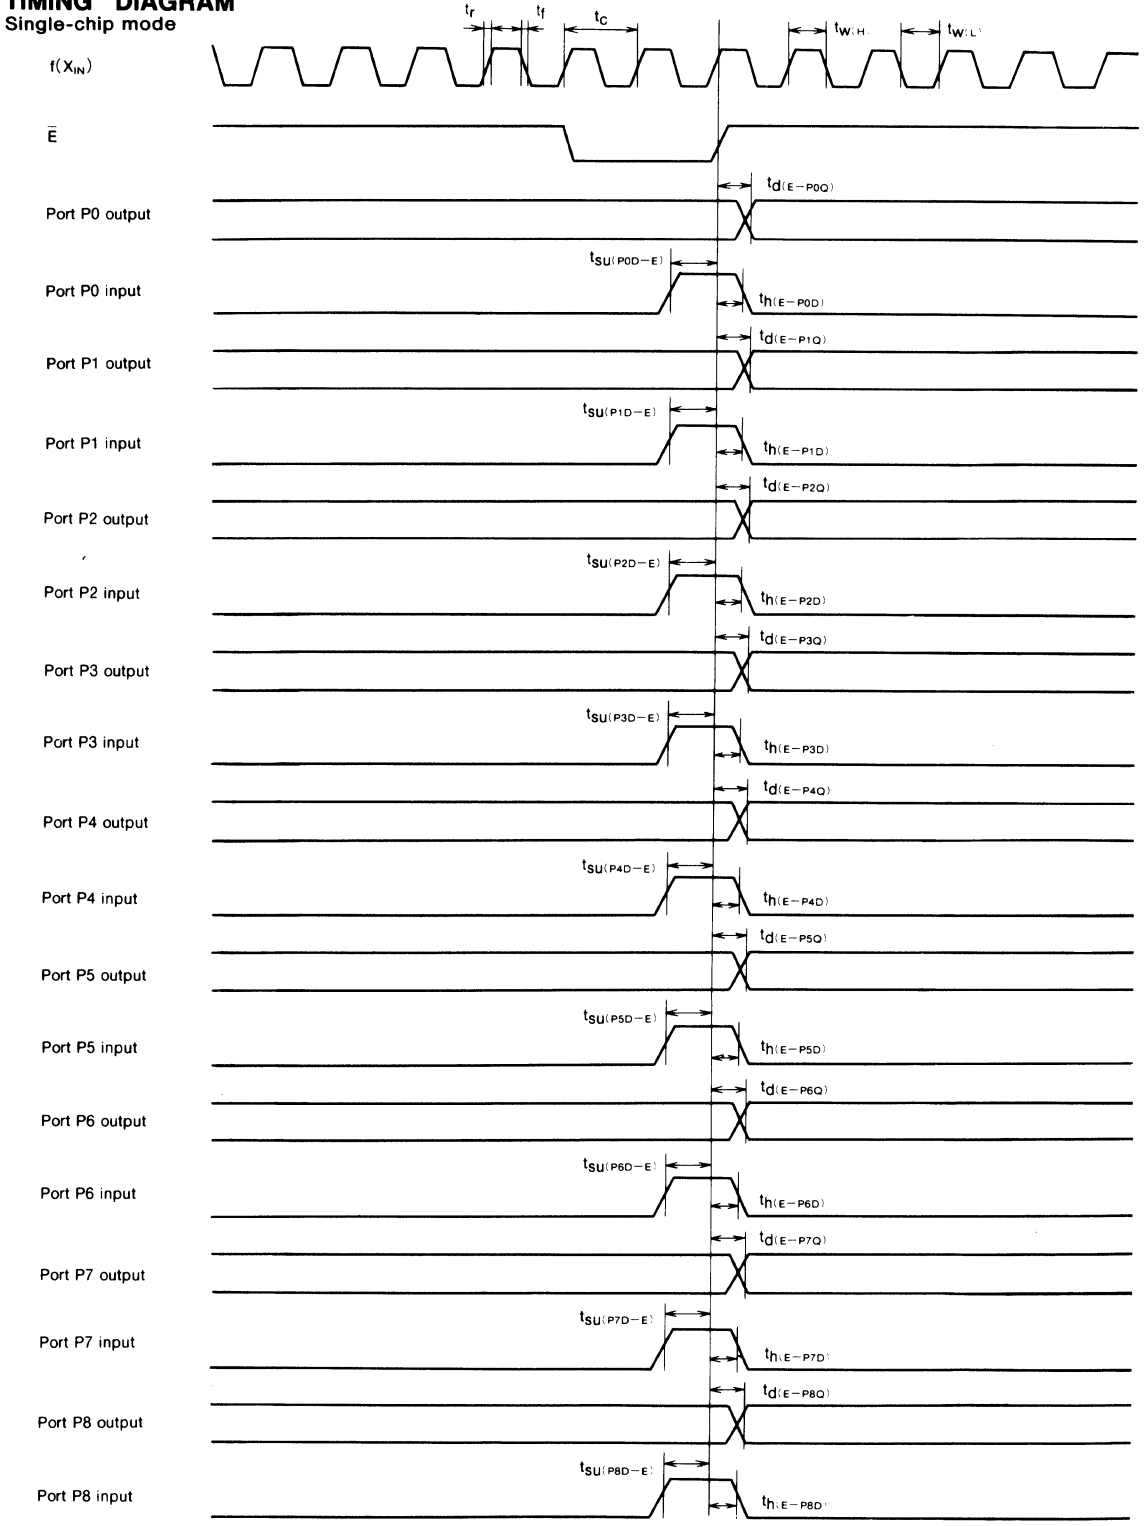 TIMING DIAGRAM
Single-chip mode
tr tf tc tW(H) tW(L)
f(XIN)
E
td(E−P0Q)
Port P0 output
tsu(P0D−E)
Port P0 input
th(E−P0D)
td(E−P1Q)
Port P1 output
tsu(P1D−E)
Port P1 input
th(E−P1D)
td(E−P2Q)
Port P2 output
tsu(P2D−E)
Port P2 input
th(E−P2D)
td(E−P3Q)
Port P3 output
tsu(P3D−E)
Port P3 input
th(E−P3D)
td(E−P4Q)
Port P4 output
tsu(P4D−E)
Port P4 input
th(E−P4D)
td(E−P5Q)
Port P5 output
tsu(P5D−E)
Port P5 input
th(E−P5D)
td(E−P6Q)
Port P6 output
tsu(P6D−E)
Port P6 input
th(E−P6D)
td(E−P7Q)
Port P7 output
tsu(P7D−E)
Port P7 input
th(E−P7D)
td(E−P8Q)
Port P8 output
tsu(P8D−E)
Port P8 input
th(E−P8D)